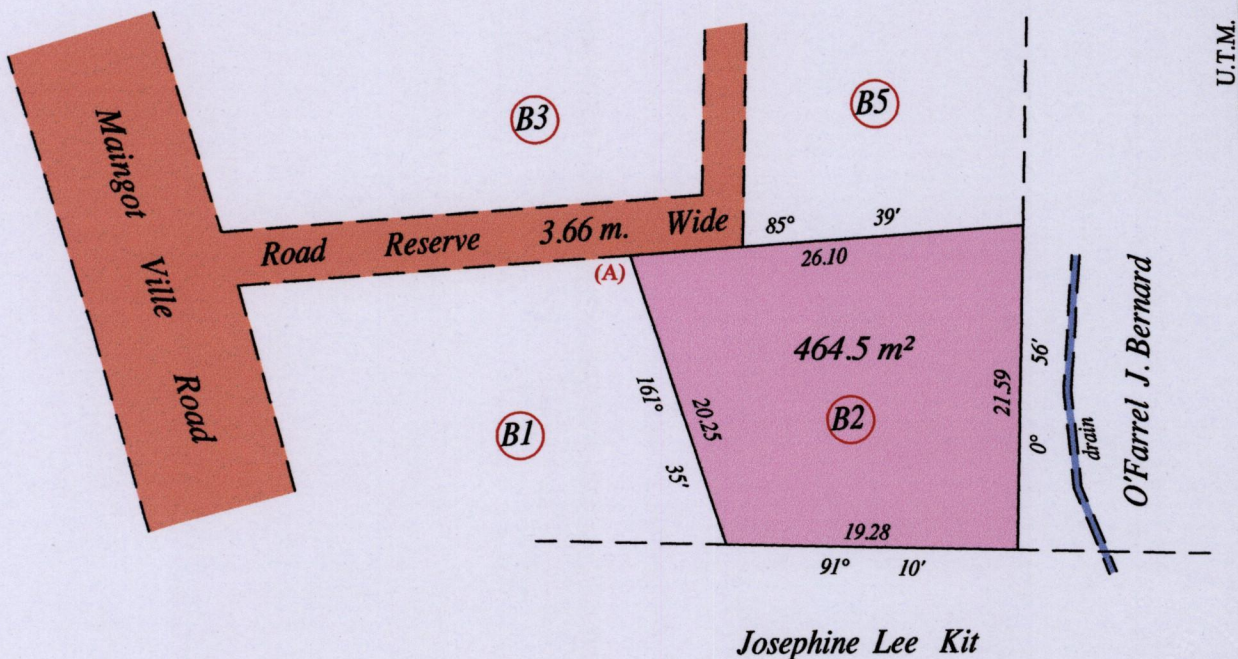 U.T.M.
B3
B5
Maingot Ville Road
Road Reserve 3.66 m. Wide
85° 39'
(A)
26.10
464.5 m²
B2
B1
161° 35'
20.25
21.59
0° 56'
drain
O'Farrel J. Bernard
19.28
91° 10'
Josephine Lee Kit